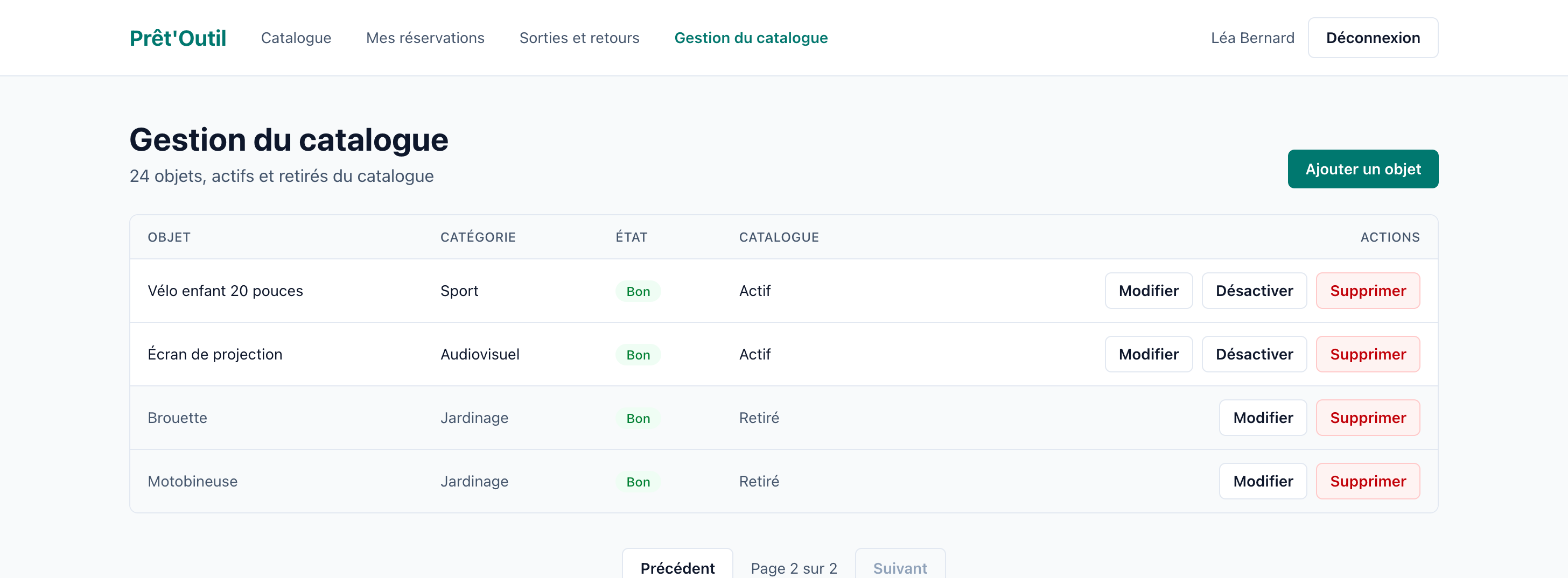 Prêt'Outil Catalogue Mes réservations Sorties et retours Gestion du catalogue Léa Bernard Déconnexion
Gestion du catalogue
24 objets, actifs et retirés du catalogue
Ajouter un objet
OBJET CATÉGORIE ÉTAT CATALOGUE ACTIONS
Vélo enfant 20 pouces Sport Bon Actif Modifier Désactiver Supprimer
Écran de projection Audiovisuel Bon Actif Modifier Désactiver Supprimer
Brouette Jardinage Bon Retiré Modifier Supprimer
Motobineuse Jardinage Bon Retiré Modifier Supprimer
Précédent Page 2 sur 2 Suivant